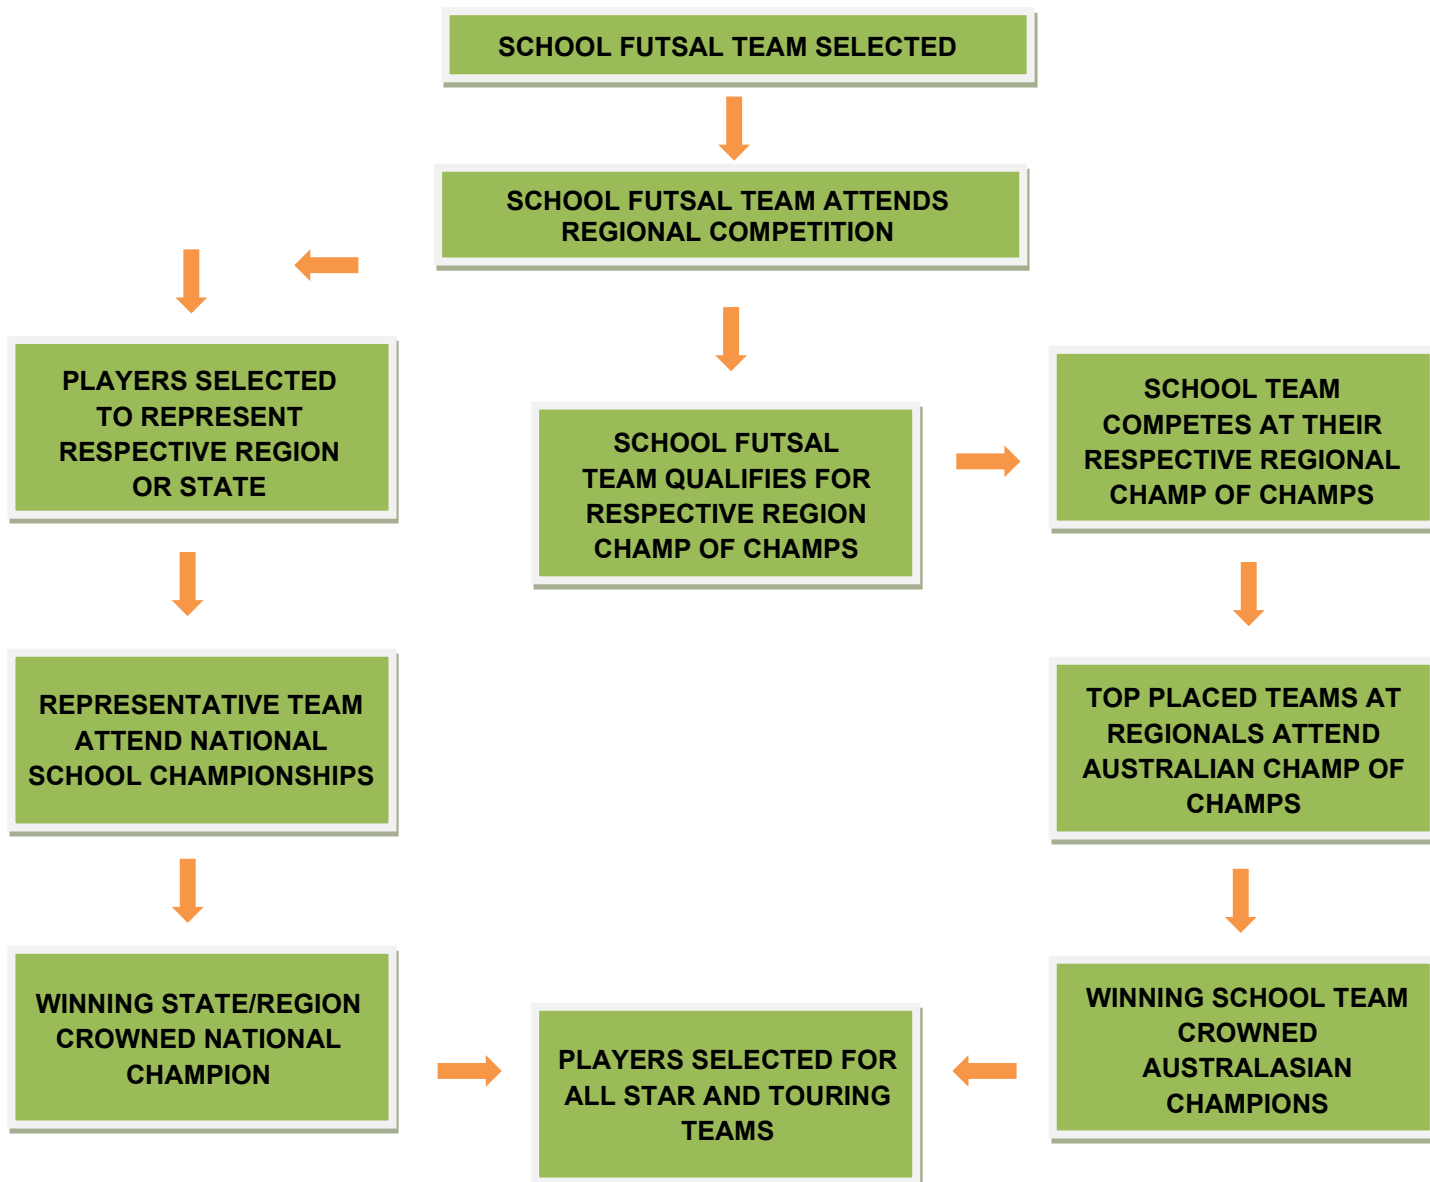 SCHOOL FUTSAL TEAM SELECTED
SCHOOL FUTSAL TEAM ATTENDS
REGIONAL COMPETITION
PLAYERS SELECTED
TO REPRESENT
RESPECTIVE REGION
OR STATE
SCHOOL FUTSAL
TEAM QUALIFIES FOR
RESPECTIVE REGION
CHAMP OF CHAMPS
SCHOOL TEAM
COMPETES AT THEIR
RESPECTIVE REGIONAL
CHAMP OF CHAMPS
REPRESENTATIVE TEAM
ATTEND NATIONAL
SCHOOL CHAMPIONSHIPS
TOP PLACED TEAMS AT
REGIONALS ATTEND
AUSTRALIAN CHAMP OF
CHAMPS
WINNING STATE/REGION
CROWNED NATIONAL
CHAMPION
PLAYERS SELECTED FOR
ALL STAR AND TOURING
TEAMS
WINNING SCHOOL TEAM
CROWNED
AUSTRALASIAN
CHAMPIONS